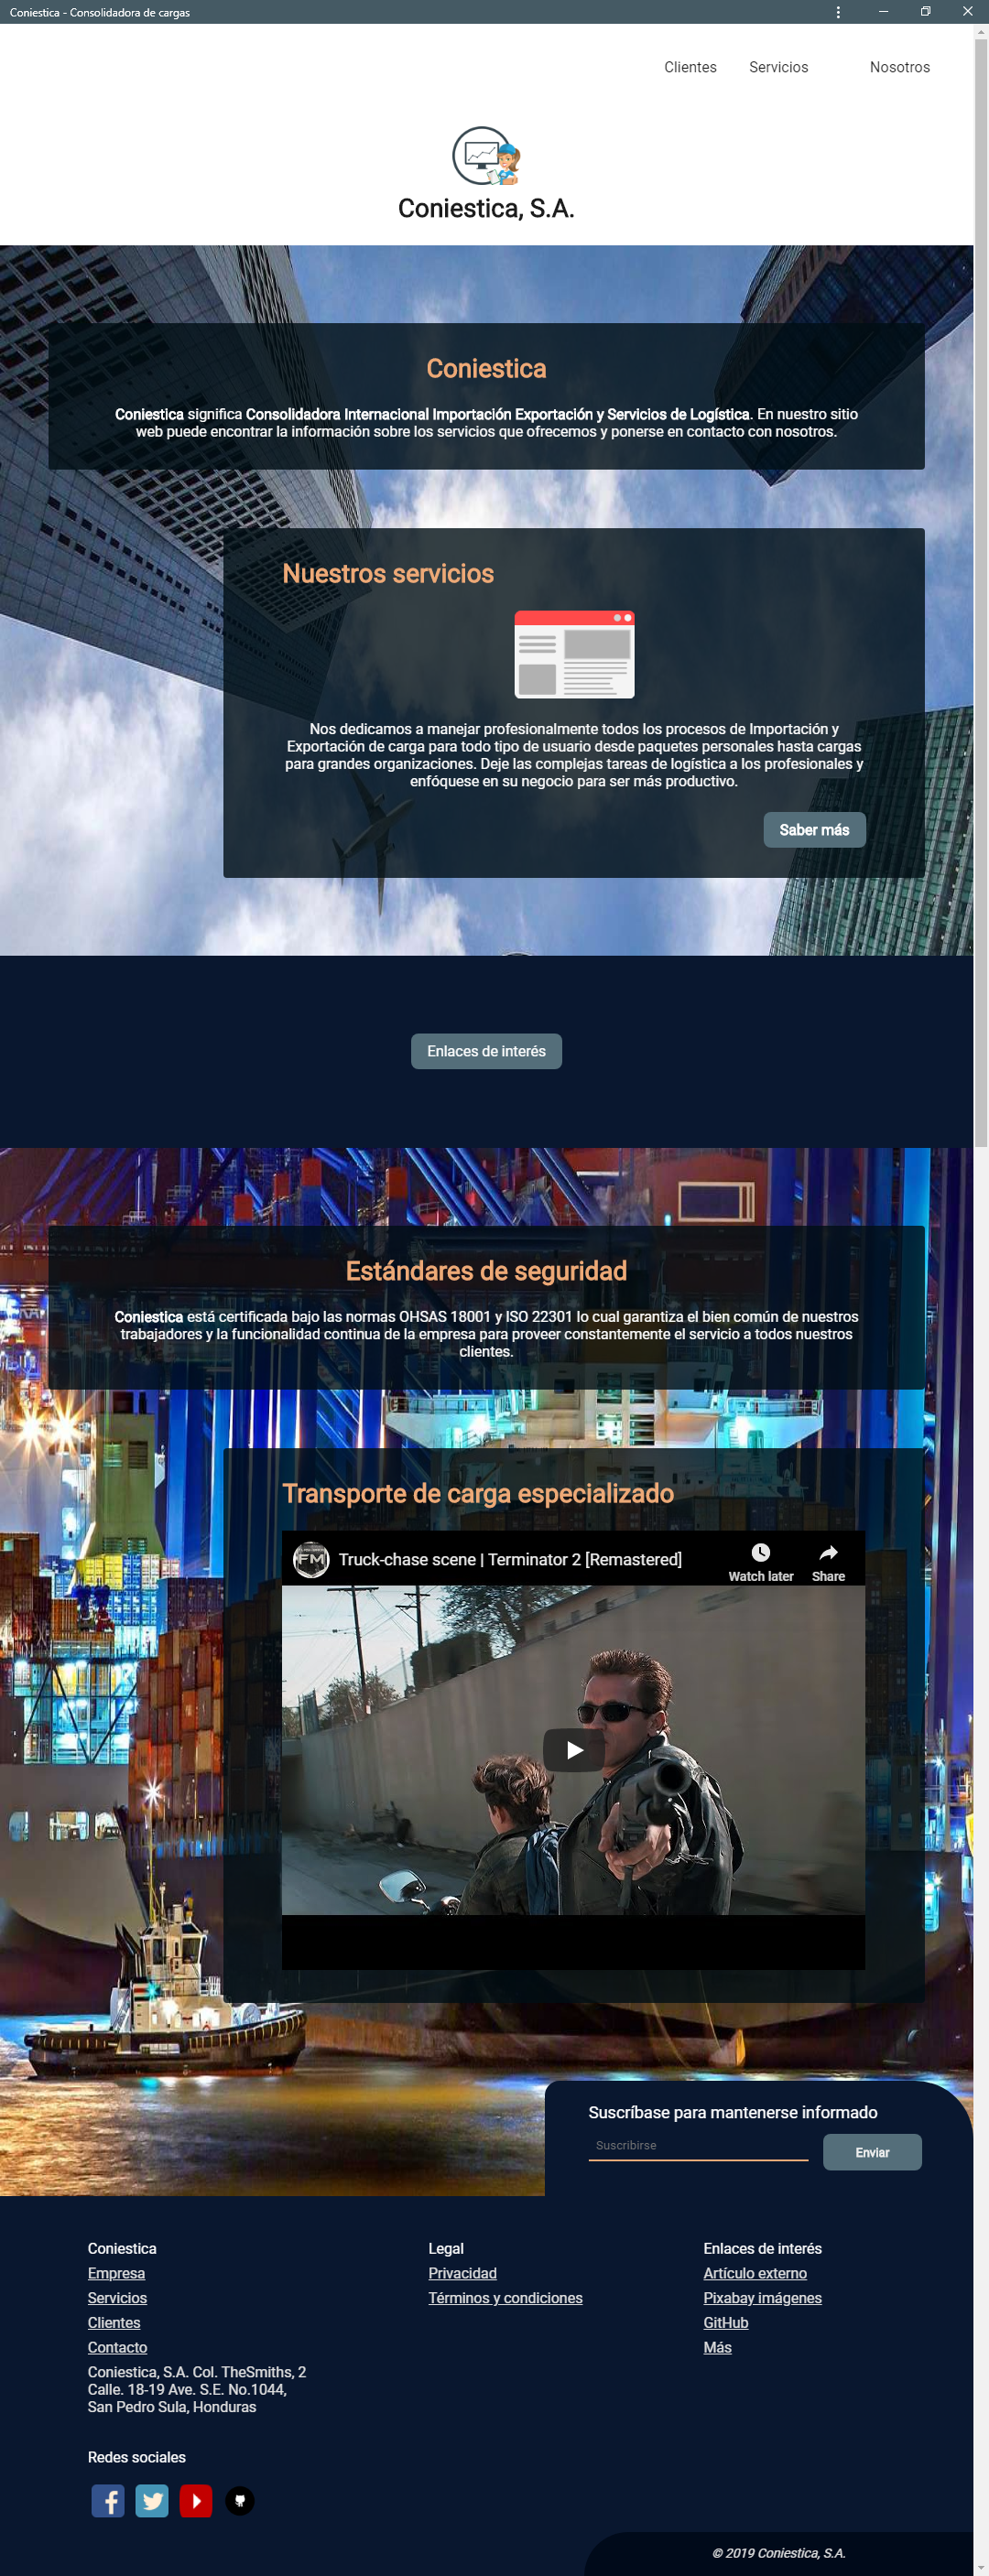 Coniestica - Consolidadora de cargas
Clientes Servicios Nosotros
Coniestica, S.A.
Coniestica
Coniestica significa Consolidadora Internacional Importación Exportación y Servicios de Logística. En nuestro sitio
web puede encontrar la información sobre los servicios que ofrecemos y ponerse en contacto con nosotros.
Nuestros servicios
Nos dedicamos a manejar profesionalmente todos los procesos de Importación y
Exportación de carga para todo tipo de usuario desde paquetes personales hasta cargas
para grandes organizaciones. Deje las complejas tareas de logística a los profesionales y
enfóquese en su negocio para ser más productivo.
Saber más
Enlaces de interés
Estándares de seguridad
Coniestica está certificada bajo las normas OHSAS 18001 y ISO 22301 lo cual garantiza el bien común de nuestros
trabajadores y la funcionalidad continua de la empresa para proveer constantemente el servicio a todos nuestros
clientes.
Transporte de carga especializado
FM
Truck-chase scene | Terminator 2 [Remastered]
Watch later Share
Suscríbase para mantenerse informado
Suscribirse
Enviar
Coniestica
Empresa
Servicios
Clientes
Contacto
Coniestica, S.A. Col. TheSmiths, 2
Calle. 18-19 Ave. S.E. No.1044,
San Pedro Sula, Honduras
Legal
Privacidad
Términos y condiciones
Enlaces de interés
Artículo externo
Pixabay imágenes
GitHub
Más
Redes sociales
© 2019 Coniestica, S.A.